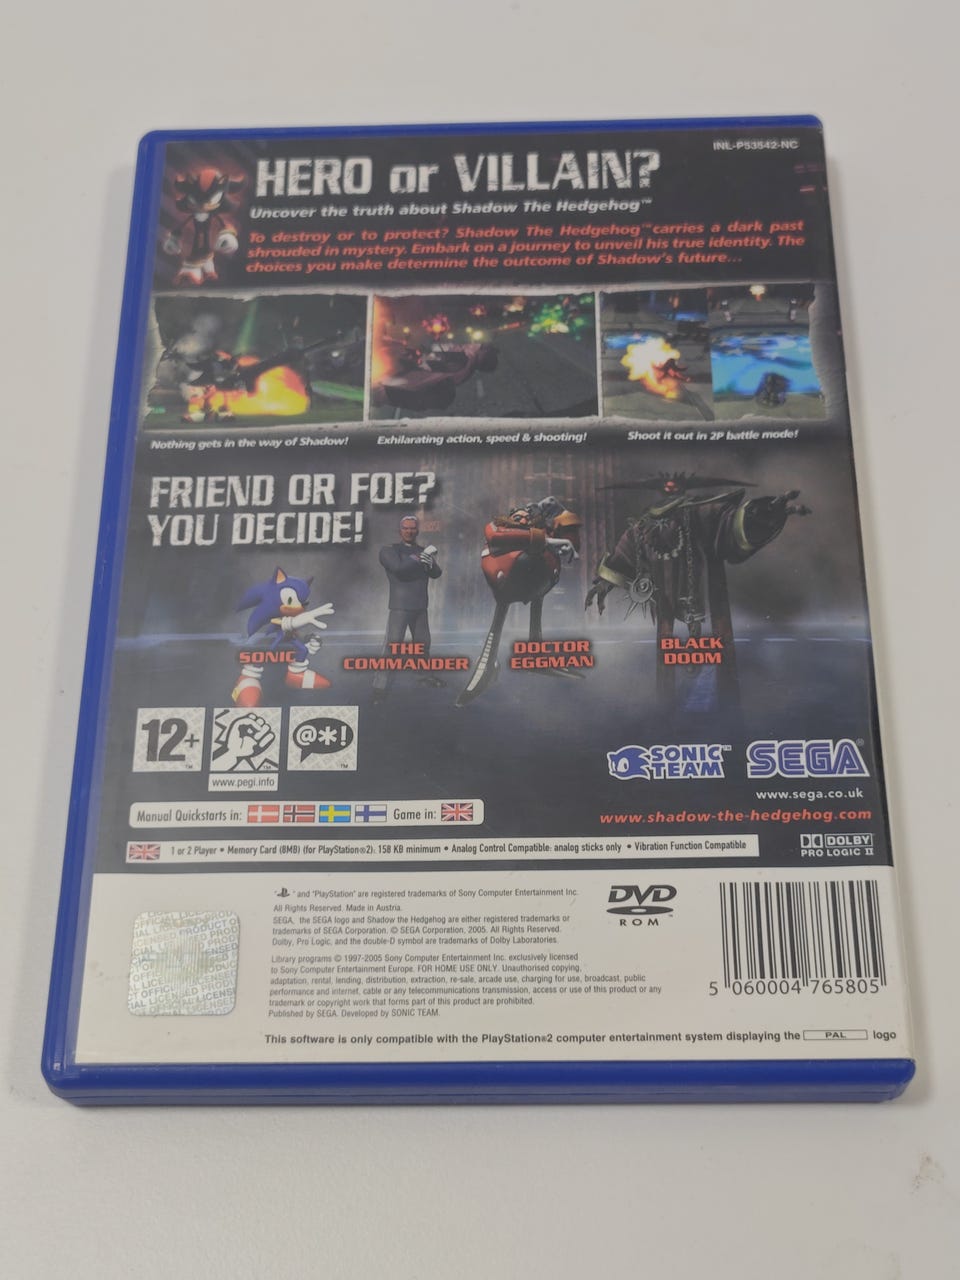 INL-P53542-NC
HERO or VILLAIN?
Uncover the truth about Shadow The Hedgehog™
To destroy or to protect? Shadow The Hedgehog™ carries a dark past
shrouded in mystery. Embark on a journey to unveil his true identity. The
choices you make determine the outcome of Shadow's future...
Nothing gets in the way of Shadow!
Exhilarating action, speed & shooting!
Shoot it out in 2P battle mode!
FRIEND OR FOE?
YOU DECIDE!
SONIC
THE
COMMANDER
DOCTOR
EGGMAN
BLACK
DOOM
12+
™
@*!
www.pegi.info
SONIC
TEAM™
SEGA®
www.sega.co.uk
www.shadow-the-hedgehog.com
Manual Quickstarts in:
Game in:
1 or 2 Player • Memory Card (8MB) (for PlayStation®2): 158 KB minimum • Analog Control Compatible: analog sticks only • Vibration Function Compatible
DOLBY
PRO LOGIC II
" " and "PlayStation" are registered trademarks of Sony Computer Entertainment Inc.
All Rights Reserved. Made in Austria.
SEGA, the SEGA logo and Shadow the Hedgehog are either registered trademarks or
trademarks of SEGA Corporation. © SEGA Corporation, 2005. All Rights Reserved.
Dolby, Pro Logic, and the double-D symbol are trademarks of Dolby Laboratories.
Library programs © 1997-2005 Sony Computer Entertainment Inc. exclusively licensed
to Sony Computer Entertainment Europe. FOR HOME USE ONLY. Unauthorised copying,
adaptation, rental, lending, distribution, extraction, re-sale, arcade use, charging for use, broadcast, public
performance and internet, cable or any telecommunications transmission, access or use of this product or any
trademark or copyright work that forms part of this product are prohibited.
Published by SEGA. Developed by SONIC TEAM.
DVD
ROM
5 060004 765805
This software is only compatible with the PlayStation®2 computer entertainment system displaying the PAL logo